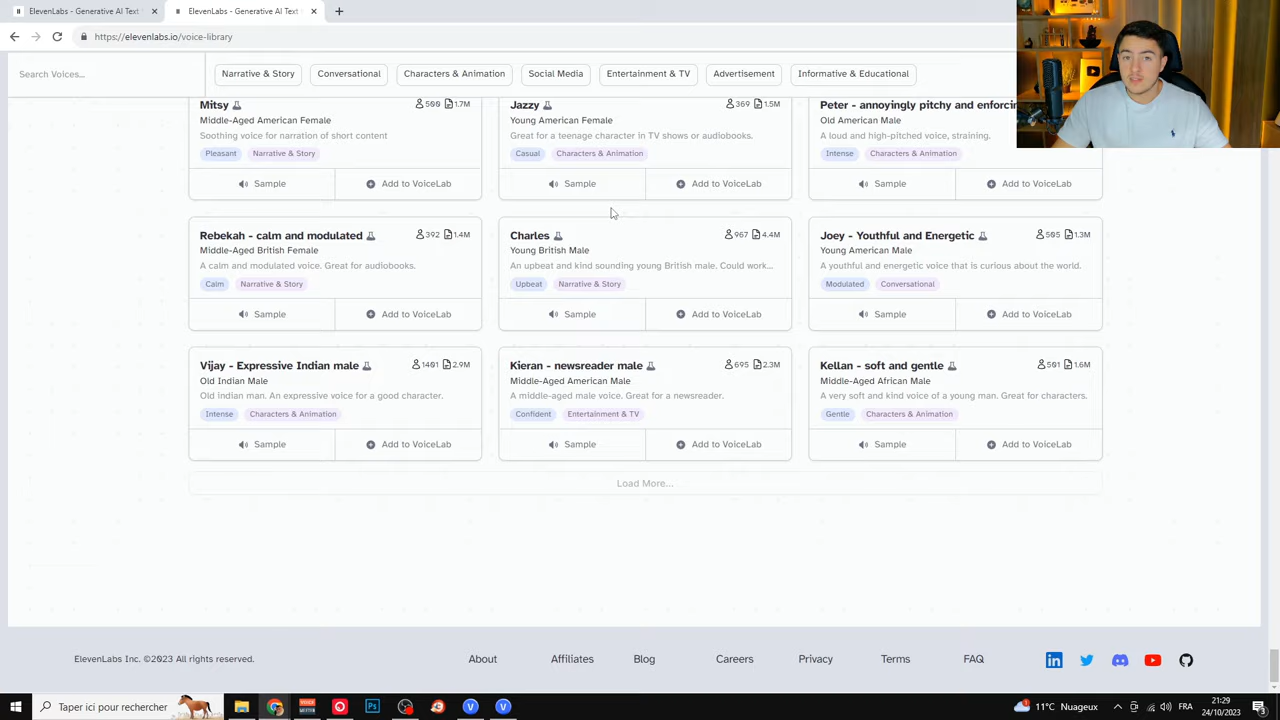 ElevenLabs - Generative AI Text
ElevenLabs - Generative AI Text
https://elevenlabs.io/voice-library
Search Voices...
Narrative & Story
Conversational
Characters & Animation
Social Media
Entertainment & TV
Advertisement
Informative & Educational
Mitsy
500 1.7M
Middle-Aged American Female
Soothing voice for narration of short content
Pleasant Narrative & Story
Sample Add to VoiceLab
Jazzy
369 1.5M
Young American Female
Great for a teenage character in TV shows or audiobooks.
Casual Characters & Animation
Sample Add to VoiceLab
Peter - annoyingly pitchy and enforcin
Old American Male
A loud and high-pitched voice, straining.
Intense Characters & Animation
Sample Add to VoiceLab
Rebekah - calm and modulated
392 1.4M
Middle-Aged British Female
A calm and modulated voice. Great for audiobooks.
Calm Narrative & Story
Sample Add to VoiceLab
Charles
967 4.4M
Young British Male
An upbeat and kind sounding young British male. Could work...
Upbeat Narrative & Story
Sample Add to VoiceLab
Joey - Youthful and Energetic
505 1.3M
Young American Male
A youthful and energetic voice that is curious about the world.
Modulated Conversational
Sample Add to VoiceLab
Vijay - Expressive Indian male
1401 2.9M
Old Indian Male
Old indian man. An expressive voice for a good character.
Intense Characters & Animation
Sample Add to VoiceLab
Kieran - newsreader male
695 2.3M
Middle-Aged American Male
A middle-aged male voice. Great for a newsreader.
Confident Entertainment & TV
Sample Add to VoiceLab
Kellan - soft and gentle
501 1.6M
Middle-Aged African Male
A very soft and kind voice of a young man. Great for characters.
Gentle Characters & Animation
Sample Add to VoiceLab
Load More...
ElevenLabs Inc. ©2023 All rights reserved.
About
Affiliates
Blog
Careers
Privacy
Terms
FAQ
Taper ici pour rechercher
11°C Nuageux
FRA
21:29
24/10/2023